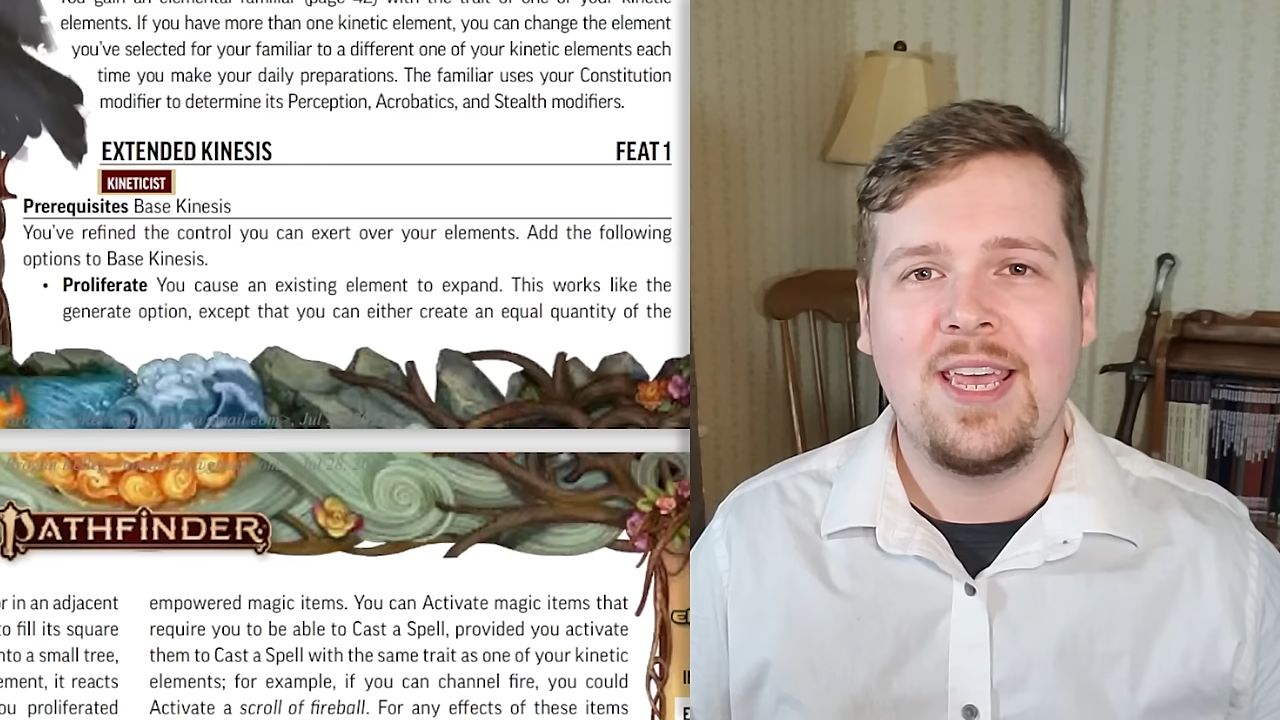 elements. If you have more than one kinetic element, you can change the element
you've selected for your familiar to a different one of your kinetic elements each
time you make your daily preparations. The familiar uses your Constitution
modifier to determine its Perception, Acrobatics, and Stealth modifiers.
EXTENDED KINESIS FEAT 1
KINETICIST
Prerequisites Base Kinesis
You've refined the control you can exert over your elements. Add the following
options to Base Kinesis.
• Proliferate You cause an existing element to expand. This works like the
generate option, except that you can either create an equal quantity of the
PATHFINDER
or in an adjacent
to fill its square
nto a small tree,
ement, it reacts
ou proliferated
empowered magic items. You can Activate magic items that
require you to be able to Cast a Spell, provided you activate
them to Cast a Spell with the same trait as one of your kinetic
elements; for example, if you can channel fire, you could
Activate a scroll of fireball. For any effects of these items